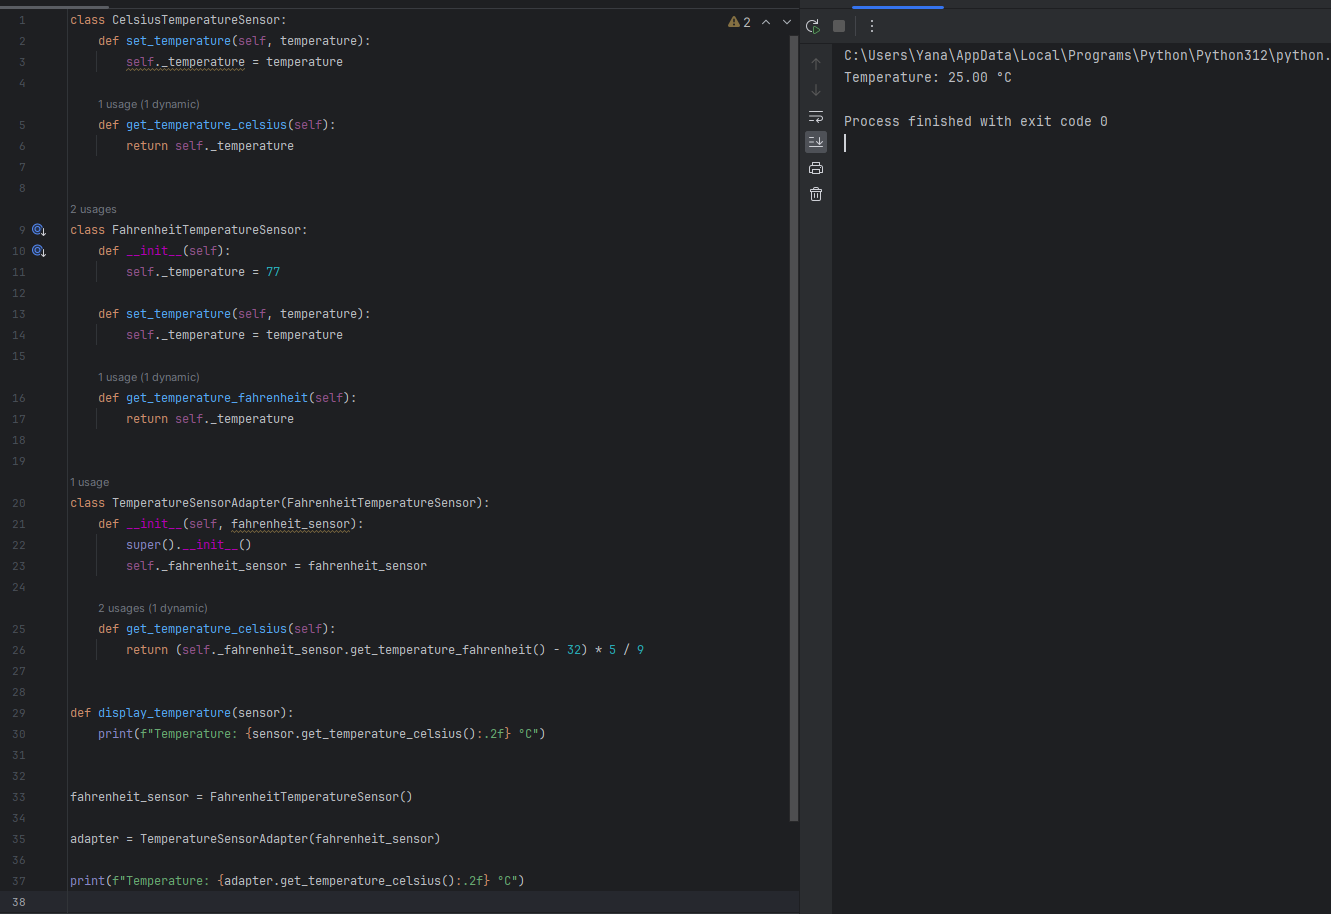 1 class CelsiusTemperatureSensor:
2     def set_temperature(self, temperature):
3         self._temperature = temperature
4
    1 usage (1 dynamic)
5     def get_temperature_celsius(self):
6         return self._temperature
7
8
2 usages
9 class FahrenheitTemperatureSensor:
10     def __init__(self):
11         self._temperature = 77
12
13     def set_temperature(self, temperature):
14         self._temperature = temperature
15
    1 usage (1 dynamic)
16     def get_temperature_fahrenheit(self):
17         return self._temperature
18
19
1 usage
20 class TemperatureSensorAdapter(FahrenheitTemperatureSensor):
21     def __init__(self, fahrenheit_sensor):
22         super().__init__()
23         self._fahrenheit_sensor = fahrenheit_sensor
24
    2 usages (1 dynamic)
25     def get_temperature_celsius(self):
26         return (self._fahrenheit_sensor.get_temperature_fahrenheit() - 32) * 5 / 9
27
28
29 def display_temperature(sensor):
30     print(f"Temperature: {sensor.get_temperature_celsius():.2f} °C")
31
32
33 fahrenheit_sensor = FahrenheitTemperatureSensor()
34
35 adapter = TemperatureSensorAdapter(fahrenheit_sensor)
36
37 print(f"Temperature: {adapter.get_temperature_celsius():.2f} °C")
38
2
C:\Users\Yana\AppData\Local\Programs\Python\Python312\python.
Temperature: 25.00 °C
Process finished with exit code 0